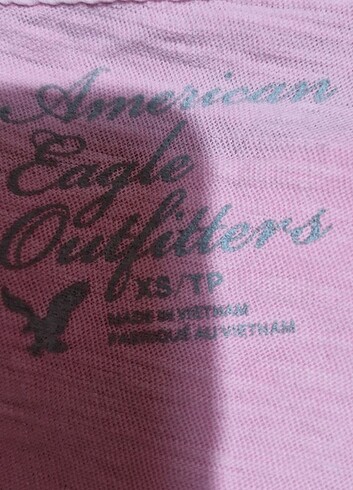 American
Eagle
Outfitters
XS/TP
MADE IN VIETNAM
FABRIQUÉ AU VIETNAM